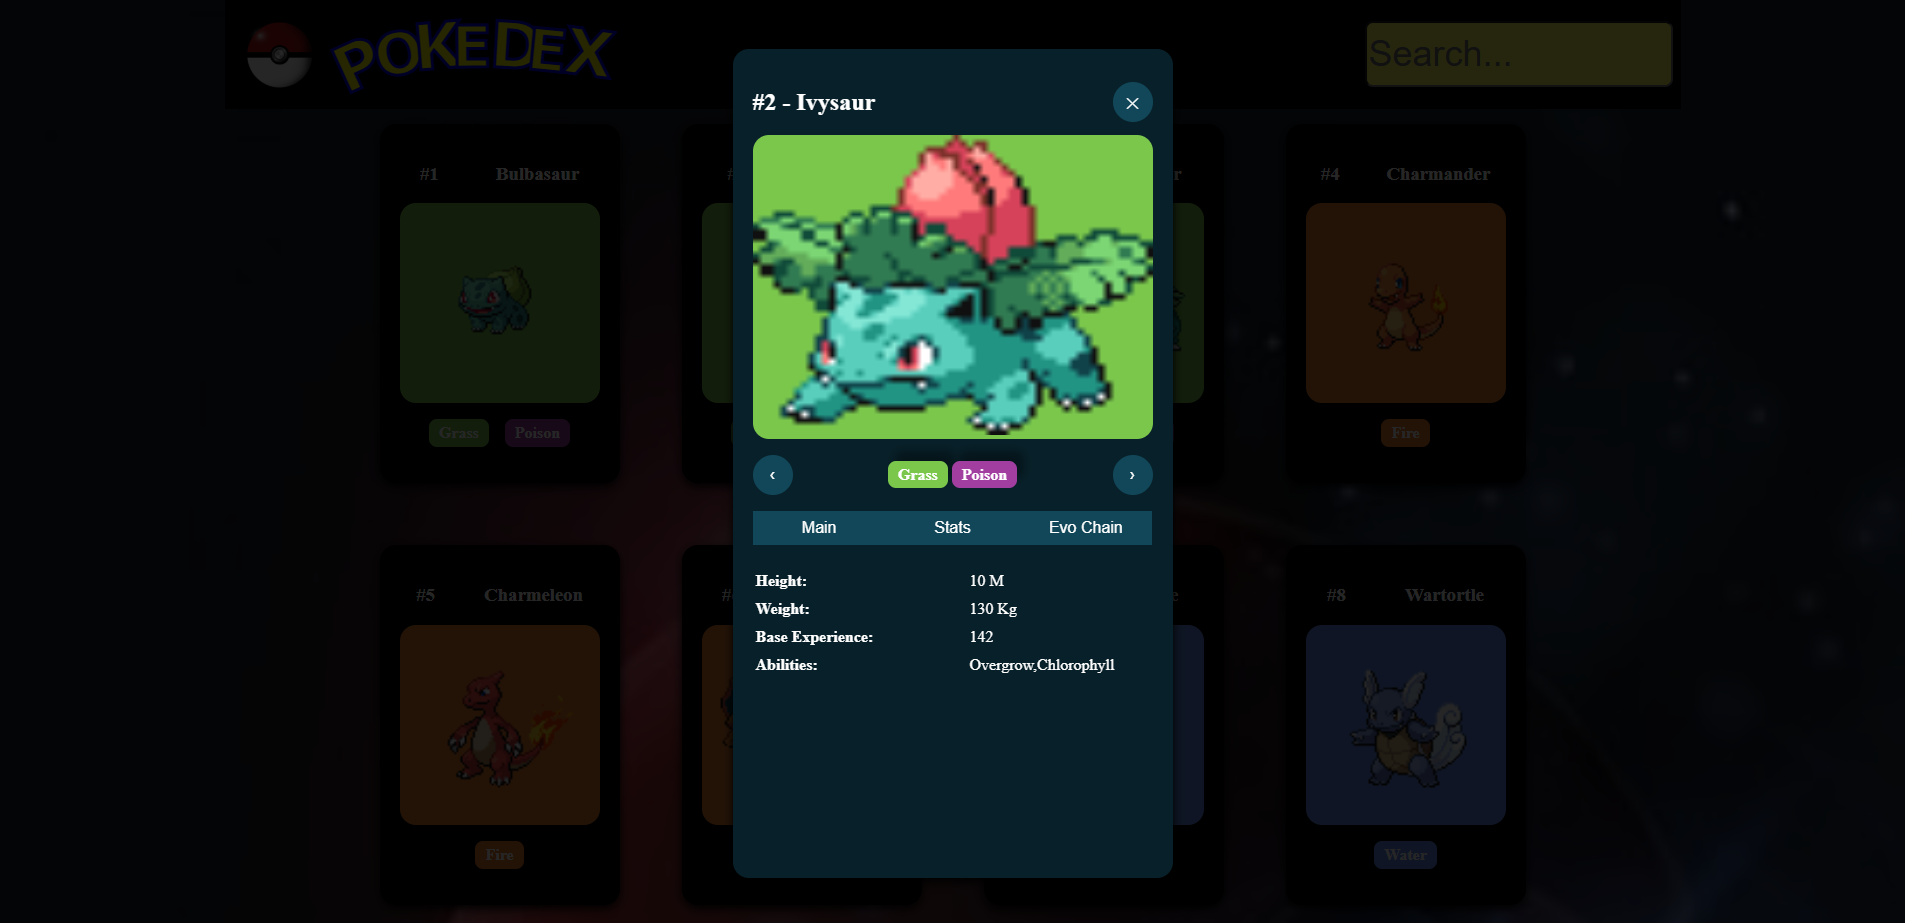 POKEDEX
Search...
#2 - Ivysaur
×
#1 Bulbasaur
#4 Charmander
Grass Poison
Fire
‹ Grass Poison ›
Main Stats Evo Chain
Height: 10 M
Weight: 130 Kg
Base Experience: 142
Abilities: Overgrow,Chlorophyll
#5 Charmeleon
#8 Wartortle
Fire
Water